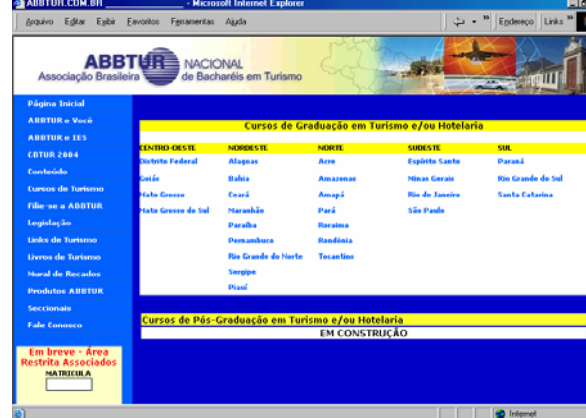 ABBTUR.COM.BR - Microsoft Internet Explorer
Arquivo Editar Exibir Favoritos Ferramentas Ajuda
Endereço Links
ABBTUR NACIONAL
Associação Brasileira de Bacharéis em Turismo
Página Inicial
ABBTUR e Você
ABBTUR e IES
CBTUR 2004
Conteúdo
Cursos de Turismo
Filie-se a ABBTUR
Legislação
Links de Turismo
Livros de Turismo
Mural de Recados
Produtos ABBTUR
Seccionais
Fale Conosco
Em breve - Área
Restrita Associados
MATRICULA
Cursos de Graduação em Turismo e/ou Hotelaria
CENTRO-OESTE NORDESTE NORTE SUDESTE SUL
Distrito Federal Alagoas Acre Espírito Santo Paraná
Goiás Bahia Amazonas Minas Gerais Rio Grande do Sul
Mato Grosso Ceará Amapá Rio de Janeiro Santa Catarina
Mato Grosso do Sul Maranhão Pará São Paulo
Paraíba Roraima
Pernambuco Rondônia
Rio Grande do Norte Tocantins
Sergipe
Piauí
Cursos de Pós-Graduação em Turismo e/ou Hotelaria
EM CONSTRUÇÃO
Internet